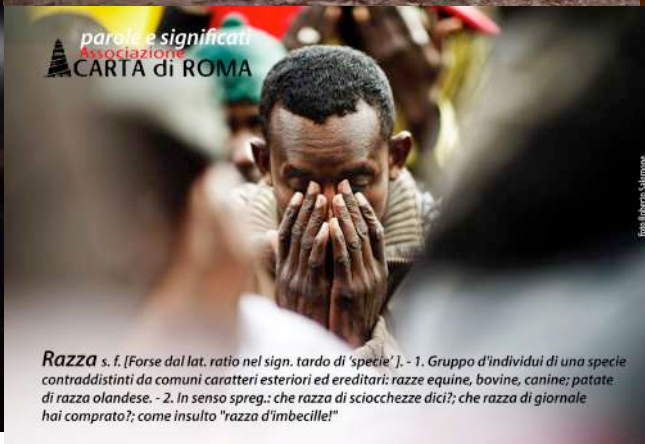 parole e significati
Associazione
CARTA di ROMA
Foto Roberto Salomone
Razza s. f. [Forse dal lat. ratio nel sign. tardo di 'specie' ]. - 1. Gruppo d'individui di una specie
contraddistinti da comuni caratteri esteriori ed ereditari: razze equine, bovine, canine; patate
di razza olandese. - 2. In senso spreg.: che razza di sciocchezze dici?; che razza di giornale
hai comprato?; come insulto "razza d'imbecille!"